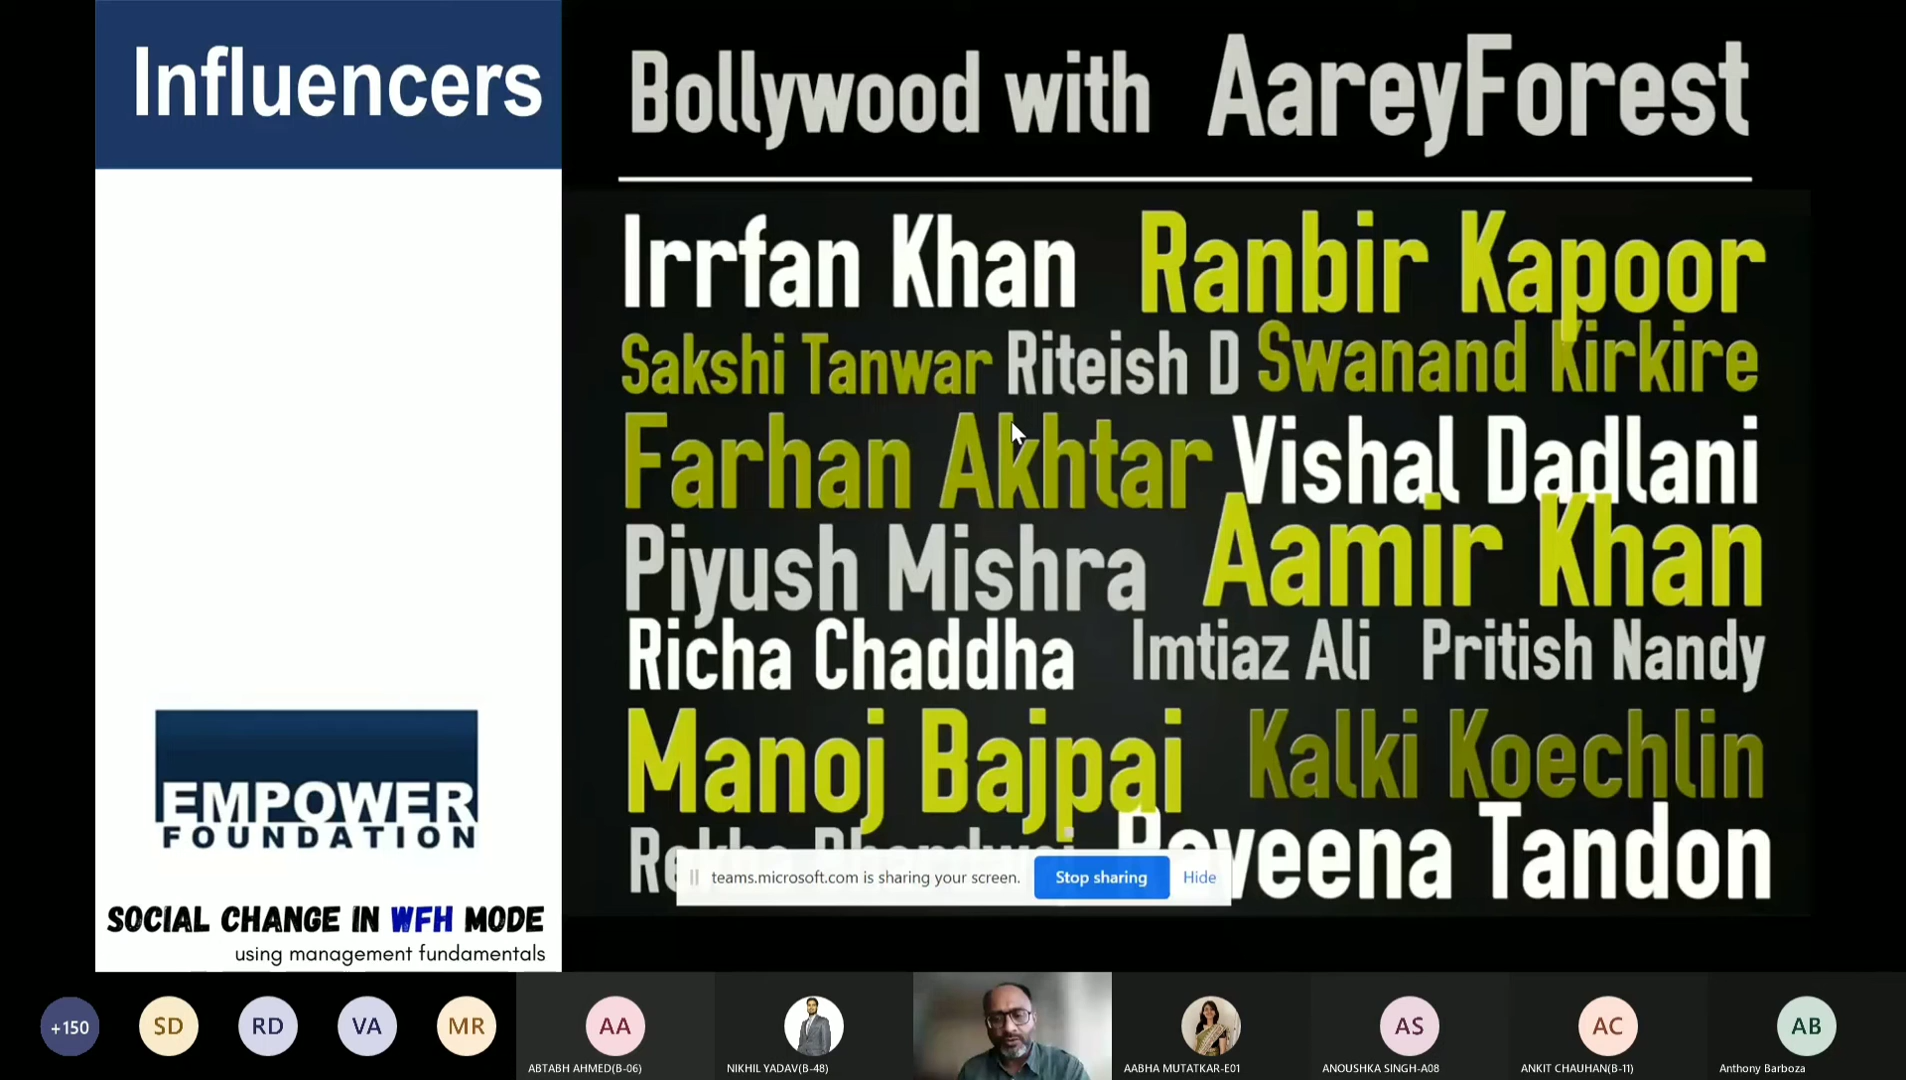 Influencers
Bollywood with AareyForest
Irrfan Khan Ranbir Kapoor
Sakshi Tanwar Riteish D Swanand Kirkire
Farhan Akhtar Vishal Dadlani
Piyush Mishra Aamir Khan
Richa Chaddha Imtiaz Ali Pritish Nandy
Manoj Bajpai Kalki Koechlin
Tandon
teams.microsoft.com is sharing your screen. Stop sharing Hide
EMPOWER
FOUNDATION
SOCIAL CHANGE IN WFH MODE
using management fundamentals
+150 SD RD VA MR AA AS AC AB
ABTABH AHMED(B-06) NIKHIL YADAV(B-48) AABHA MUTATKAR-E01 ANOUSHKA SINGH-A08 ANKIT CHAUHAN(B-11) Anthony Barboza